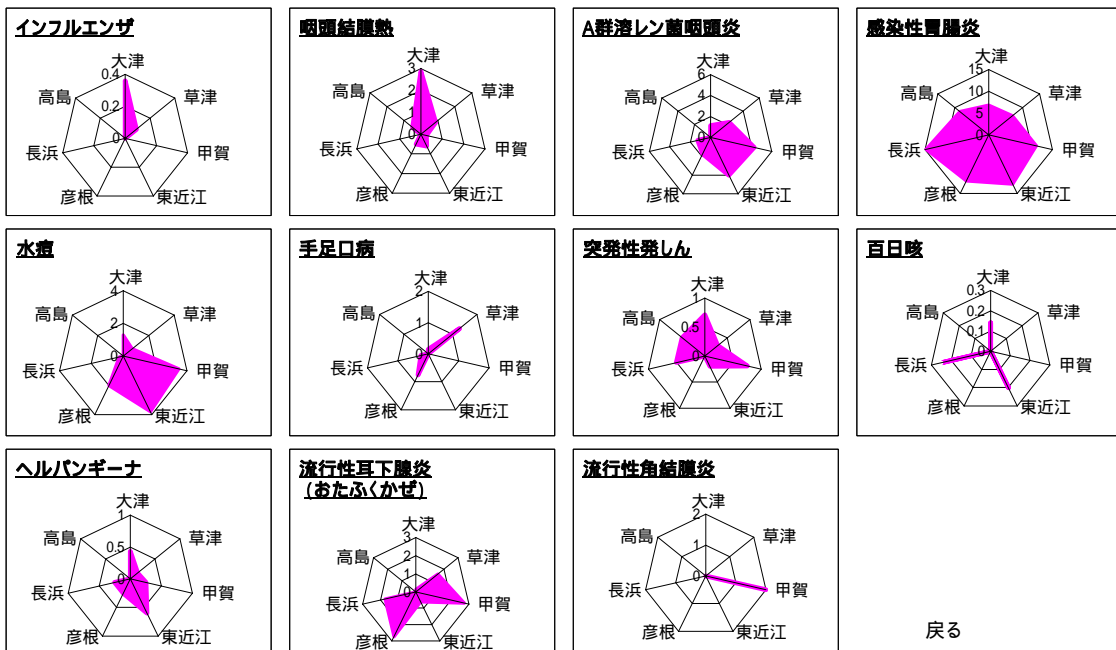 インフルエンザ
大津
草津
甲賀
東近江
彦根
長浜
高島
0.4
0.2
0
咽頭結膜熱
大津
草津
甲賀
東近江
彦根
長浜
高島
3
2
1
0
A群溶レン菌咽頭炎
大津
草津
甲賀
東近江
彦根
長浜
高島
6
4
2
0
感染性胃腸炎
大津
草津
甲賀
東近江
彦根
長浜
高島
15
10
5
0
水痘
大津
草津
甲賀
東近江
彦根
長浜
高島
4
2
0
手足口病
大津
草津
甲賀
東近江
彦根
長浜
高島
2
1
0
突発性発しん
大津
草津
甲賀
東近江
彦根
長浜
高島
1
0.5
0
百日咳
大津
草津
甲賀
東近江
彦根
長浜
高島
0.3
0.2
0.1
0
ヘルパンギーナ
大津
草津
甲賀
東近江
彦根
長浜
高島
1
0.5
0
流行性耳下腺炎
(おたふくかぜ)
大津
草津
甲賀
東近江
彦根
長浜
高島
3
2
1
0
流行性角結膜炎
大津
草津
甲賀
東近江
彦根
長浜
高島
2
1
0
戻る